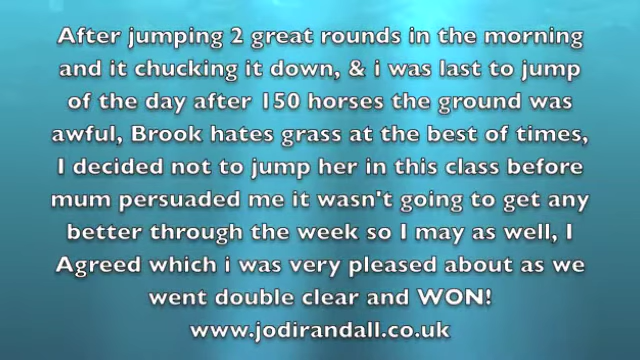 After jumping 2 great rounds in the morning
and it chucking it down, & i was last to jump
of the day after 150 horses the ground was
awful, Brook hates grass at the best of times,
I decided not to jump her in this class before
mum persuaded me it wasn't going to get any
better through the week so I may as well, I
Agreed which i was very pleased about as we
went double clear and WON!
www.jodirandall.co.uk